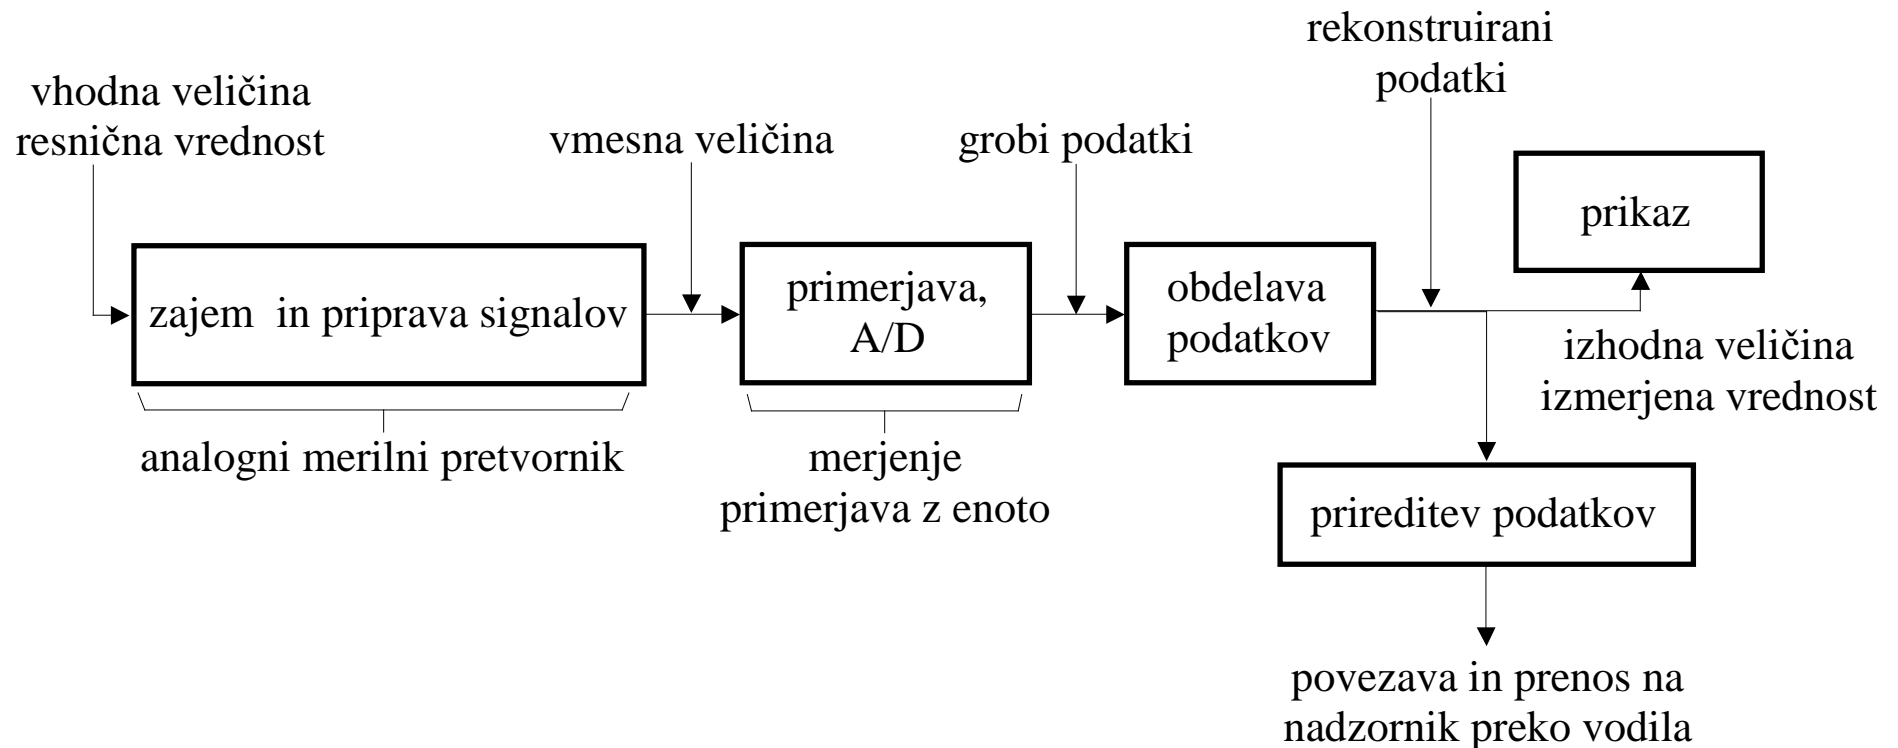 vhodna veličina
resnična vrednost
vmesna veličina
grobi podatki
rekonstruirani
podatki
zajem in priprava signalov
primerjava,
A/D
obdelava
podatkov
prikaz
izhodna veličina
izmerjena vrednost
analogni merilni pretvornik
merjenje
primerjava z enoto
prireditev podatkov
povezava in prenos na
nadzornik preko vodila